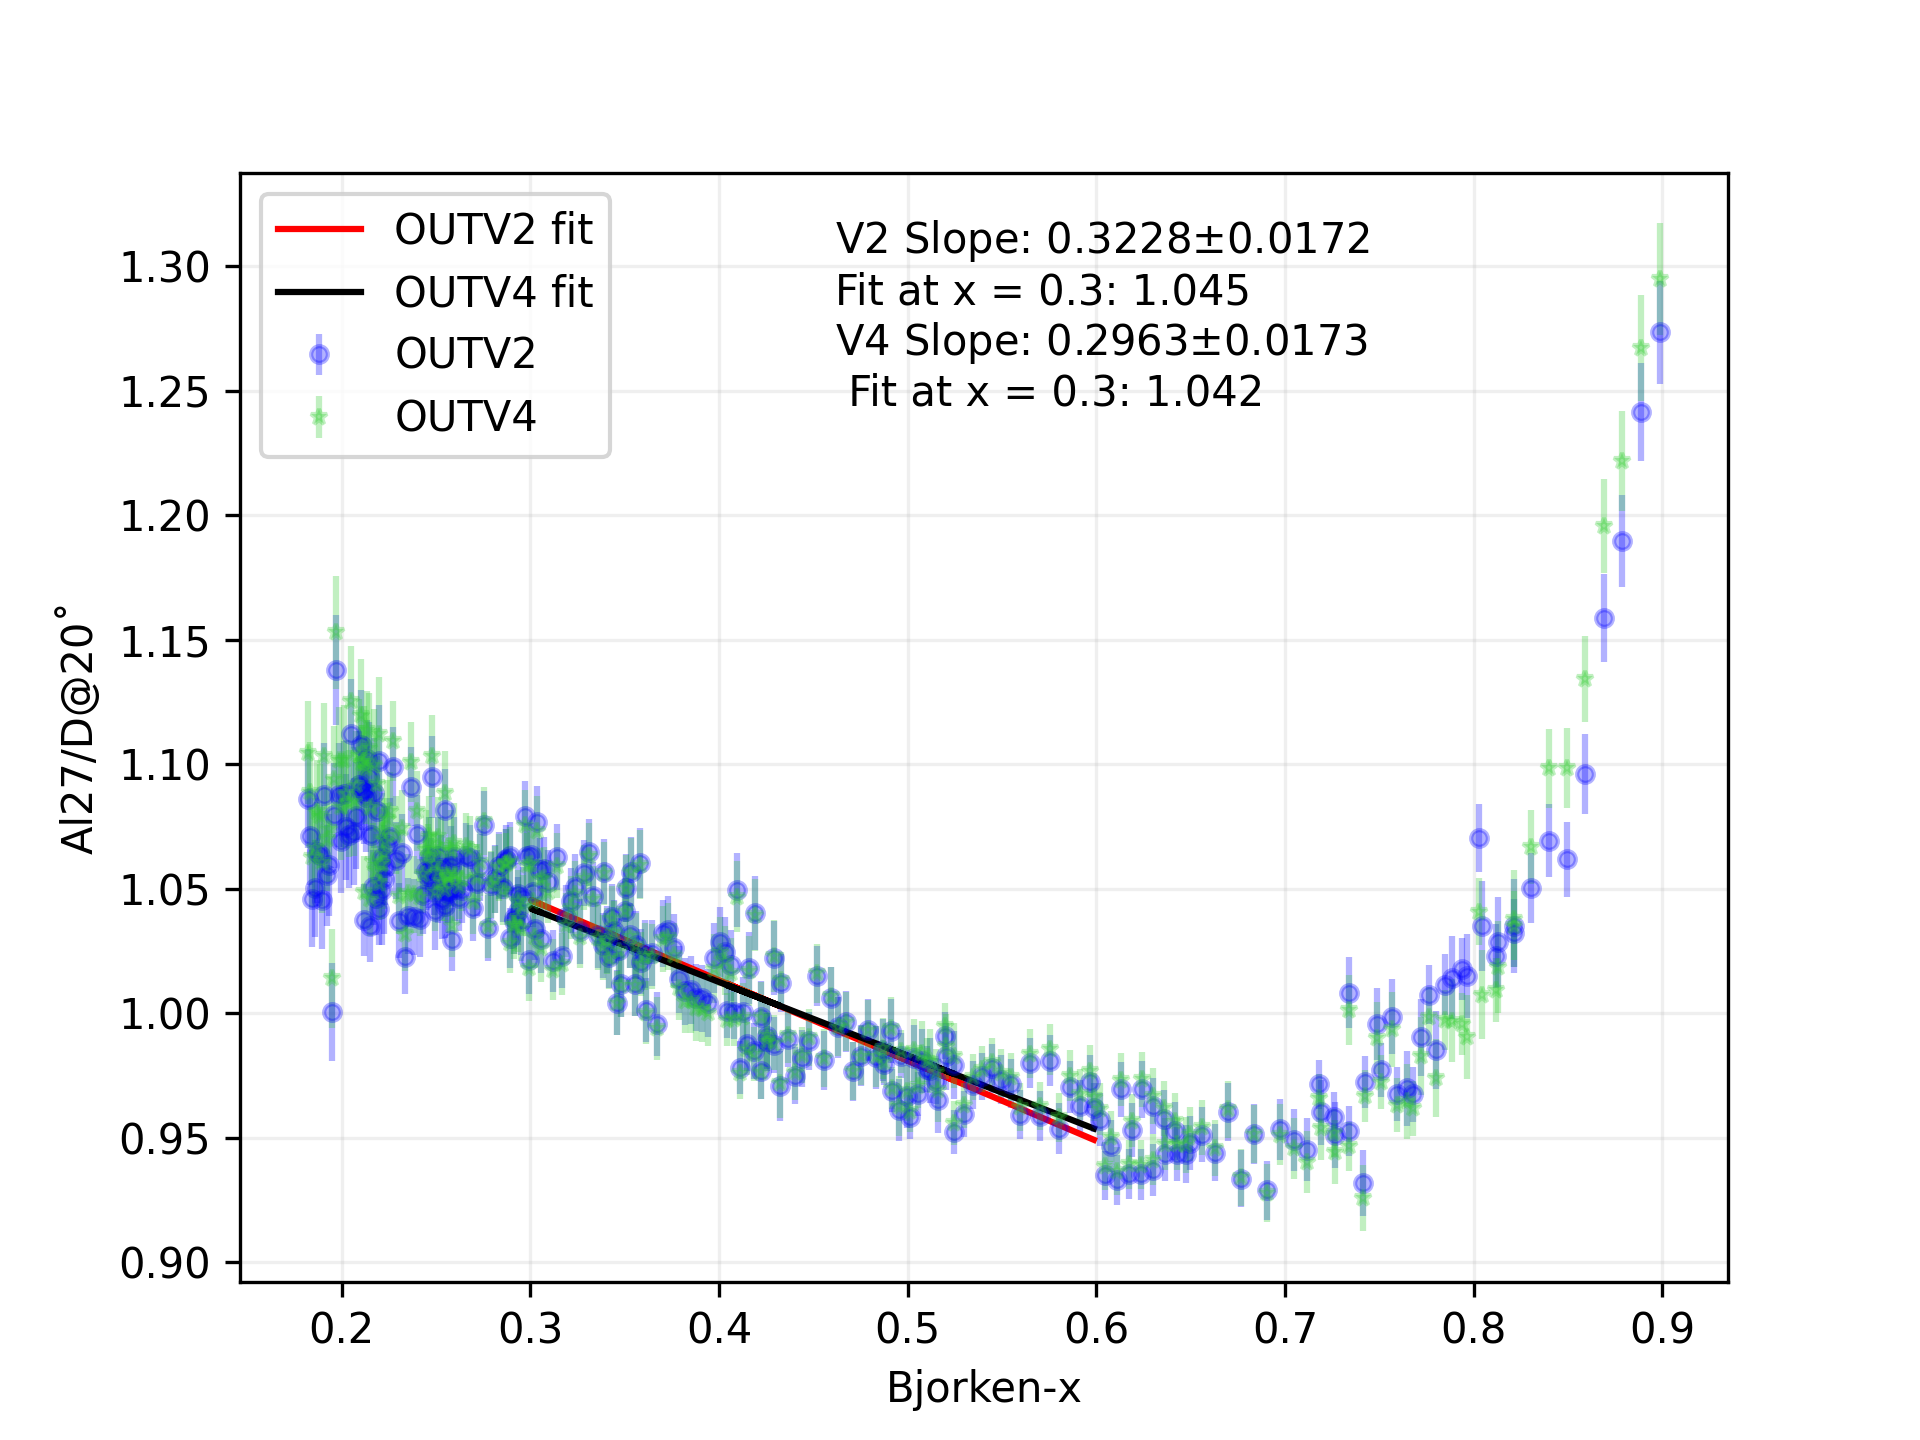 OUTV2 fit
OUTV4 fit
OUTV2
OUTV4
V2 Slope: 0.3228±0.0172
Fit at x = 0.3: 1.045
V4 Slope: 0.2963±0.0173
Fit at x = 0.3: 1.042
1.30
1.25
1.20
1.15
1.10
1.05
1.00
0.95
0.90
Al27/D@20˚
0.2 0.3 0.4 0.5 0.6 0.7 0.8 0.9
Bjorken-x